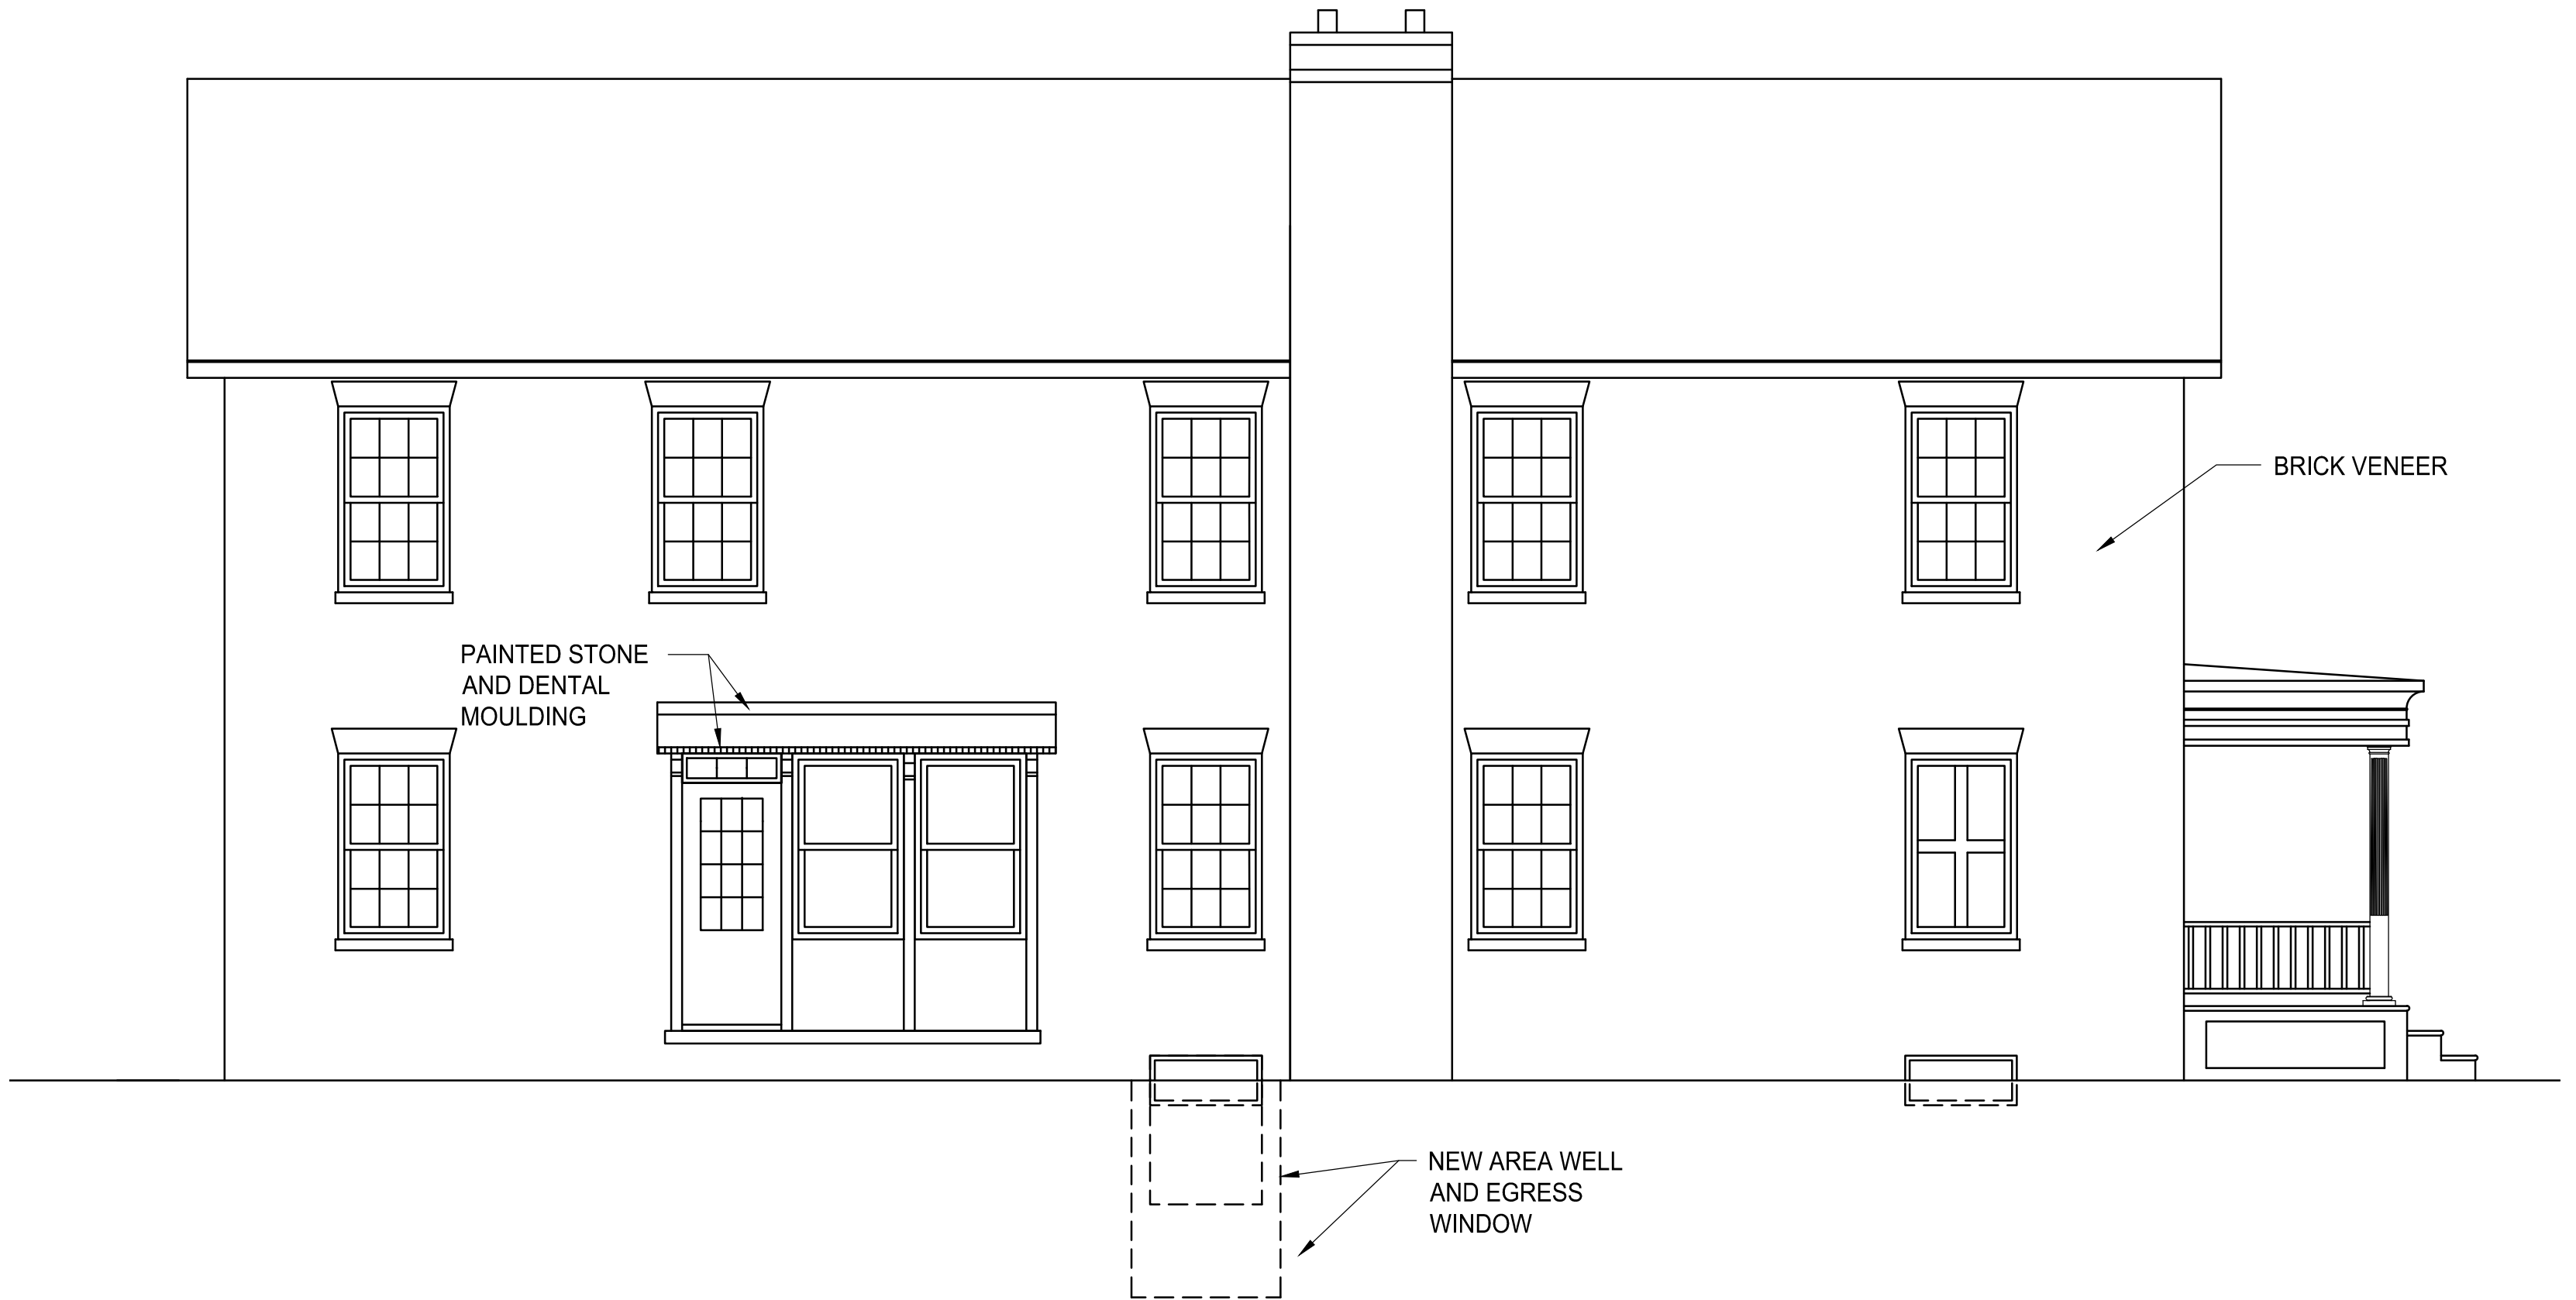 BRICK VENEER
PAINTED STONE
AND DENTAL
MOULDING
NEW AREA WELL
AND EGRESS
WINDOW